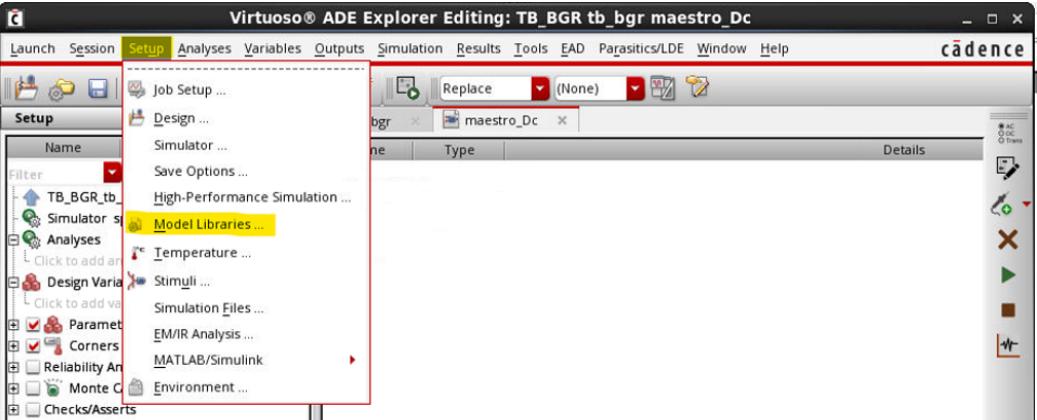 Virtuoso® ADE Explorer Editing: TB_BGR tb_bgr maestro_Dc
Launch Session Setup Analyses Variables Outputs Simulation Results Tools EAD Parasitics/LDE Window Help cādence
Replace (None)
Setup
bgr maestro_Dc
Name
Type Details
Filter
TB_BGR_tb_
Simulator
Analyses
Click to add
Design Varia
Click to add va
Paramet
Corners
Reliability An
Monte C
Checks/Asserts
Job Setup ...
Design ...
Simulator ...
Save Options ...
High-Performance Simulation ...
Model Libraries ...
Temperature ...
Stimuli ...
Simulation Files ...
EM/IR Analysis ...
MATLAB/Simulink
Environment ...
AC
DC
Trans